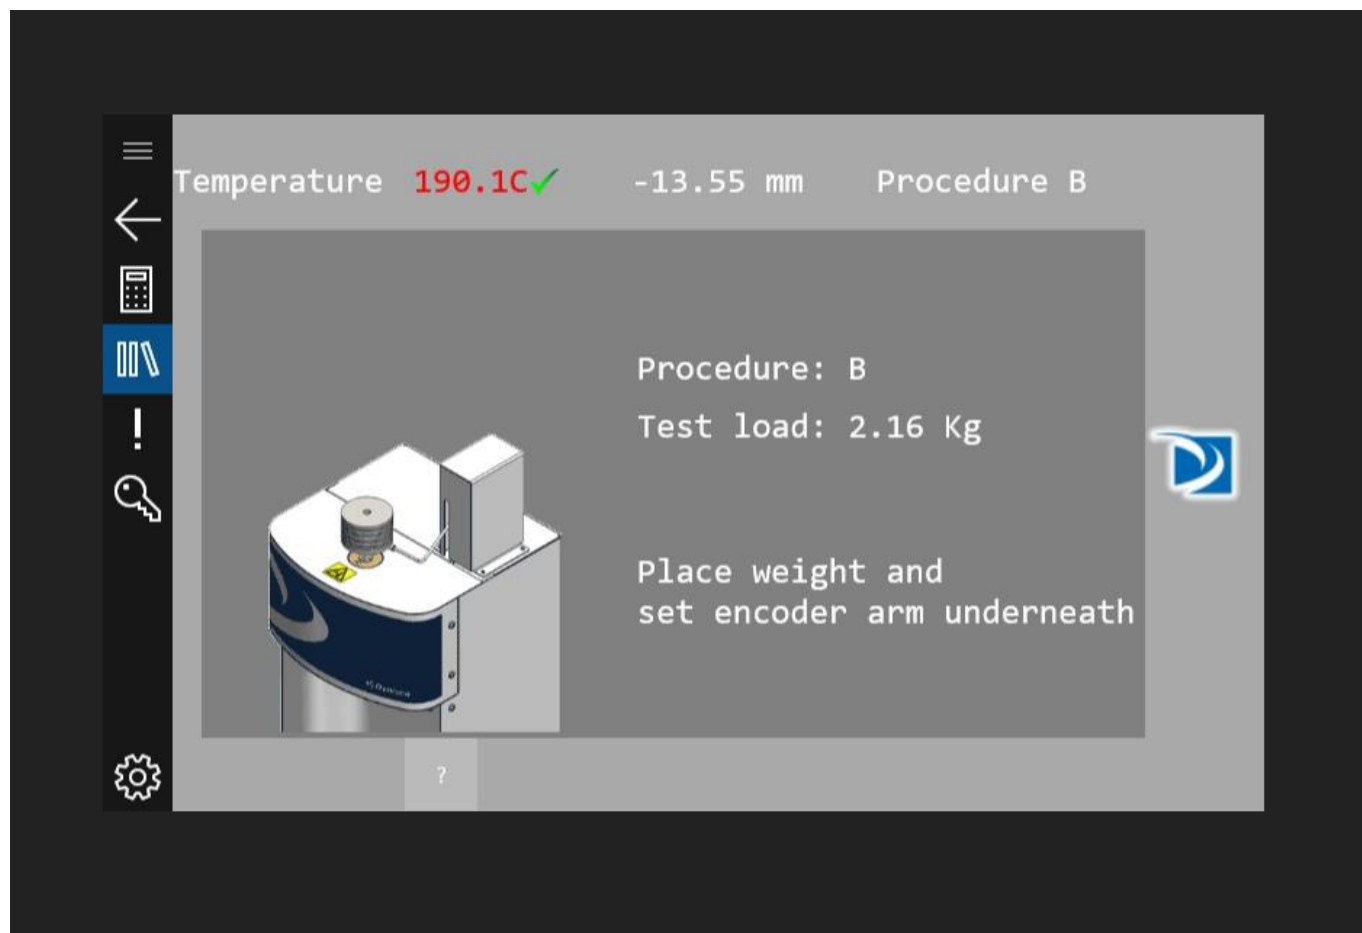 Temperature 190.1C -13.55 mm Procedure B
Procedure: B
Test load: 2.16 Kg
Place weight and
set encoder arm underneath
?